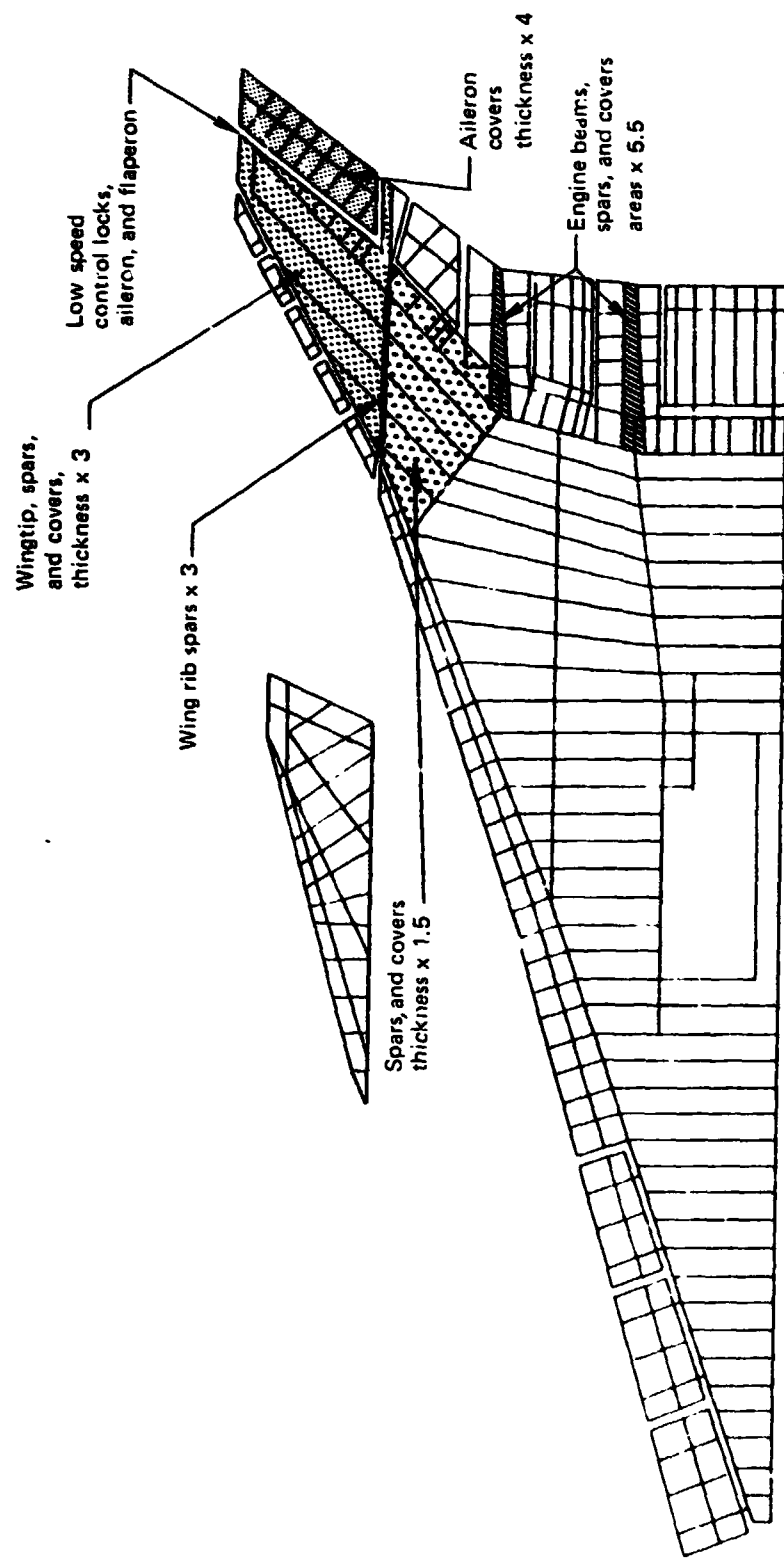 Wingtip, spars,
and covers,
thickness x 3
Low speed
control locks,
aileron, and flaperon
Wing rib spars x 3
Aileron
covers
thickness x 4
Spars, and covers
thickness x 1.5
Engine beams,
spars, and covers
areas x 5.5